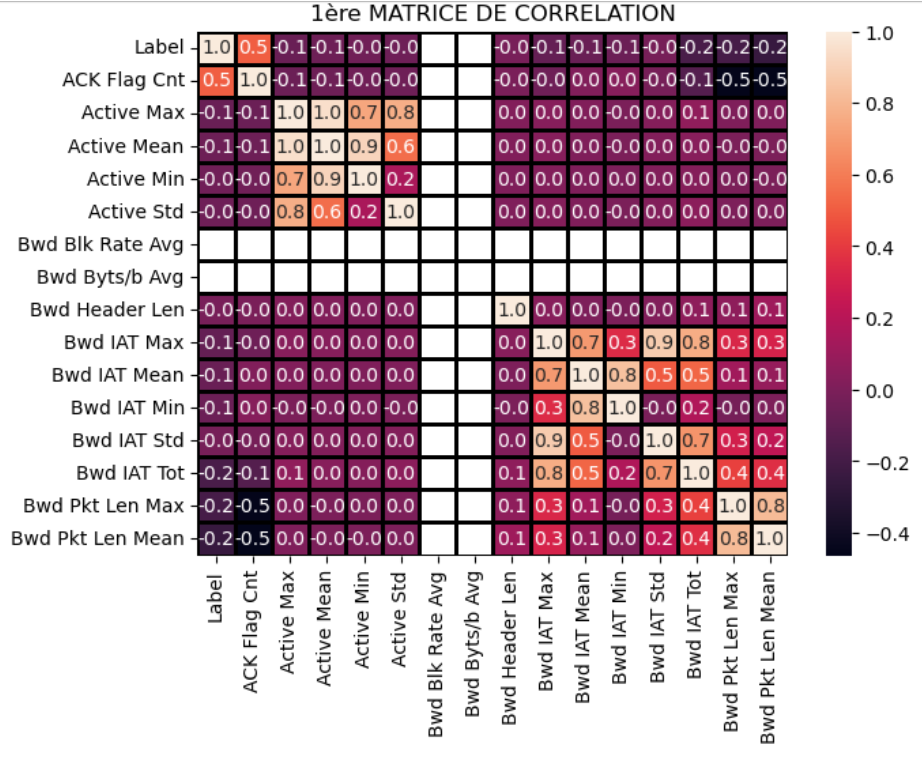 1ère MATRICE DE CORRELATION
Label 1.0 0.5 -0.1 -0.1 -0.0 -0.0 -0.0 -0.1 -0.1 -0.1 -0.0 -0.2 -0.2 -0.2
ACK Flag Cnt 0.5 1.0 -0.1 -0.1 -0.0 -0.0 -0.0 -0.0 0.0 0.0 -0.0 -0.1 -0.5 -0.5
Active Max -0.1 -0.1 1.0 1.0 0.7 0.8 0.0 0.0 0.0 -0.0 0.0 0.1 0.0 0.0
Active Mean -0.1 -0.1 1.0 1.0 0.9 0.6 0.0 0.0 0.0 0.0 0.0 0.0 -0.0 -0.0
Active Min -0.0 -0.0 0.7 0.9 1.0 0.2 0.0 0.0 0.0 0.0 0.0 0.0 0.0 -0.0
Active Std -0.0 -0.0 0.8 0.6 0.2 1.0 0.0 0.0 0.0 -0.0 0.0 0.0 0.0 0.0
Bwd Blk Rate Avg
Bwd Byts/b Avg
Bwd Header Len -0.0 -0.0 0.0 0.0 0.0 0.0 1.0 0.0 0.0 -0.0 0.0 0.1 0.1 0.1
Bwd IAT Max -0.1 -0.0 0.0 0.0 0.0 0.0 0.0 1.0 0.7 0.3 0.9 0.8 0.3 0.3
Bwd IAT Mean -0.1 0.0 0.0 0.0 0.0 0.0 0.0 0.7 1.0 0.8 0.5 0.5 0.1 0.1
Bwd IAT Min -0.1 0.0 -0.0 0.0 0.0 -0.0 -0.0 0.3 0.8 1.0 -0.0 0.2 -0.0 0.0
Bwd IAT Std -0.0 -0.0 0.0 0.0 0.0 0.0 0.0 0.9 0.5 -0.0 1.0 0.7 0.3 0.2
Bwd IAT Tot -0.2 -0.1 0.1 0.0 0.0 0.0 0.1 0.8 0.5 0.2 0.7 1.0 0.4 0.4
Bwd Pkt Len Max -0.2 -0.5 0.0 -0.0 0.0 0.0 0.1 0.3 0.1 -0.0 0.3 0.4 1.0 0.8
Bwd Pkt Len Mean -0.2 -0.5 0.0 -0.0 -0.0 0.0 0.1 0.3 0.1 0.0 0.2 0.4 0.8 1.0
Label
ACK Flag Cnt
Active Max
Active Mean
Active Min
Active Std
Bwd Blk Rate Avg
Bwd Byts/b Avg
Bwd Header Len
Bwd IAT Max
Bwd IAT Mean
Bwd IAT Min
Bwd IAT Std
Bwd IAT Tot
Bwd Pkt Len Max
Bwd Pkt Len Mean
1.0
0.8
0.6
0.4
0.2
0.0
−0.2
−0.4